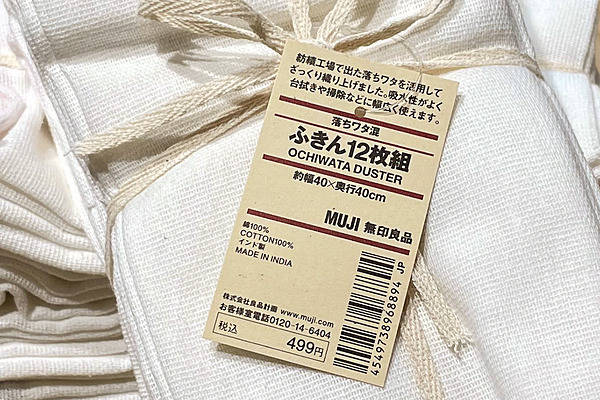 紡績工場で出た落ちワタを活用して
ざっくり織り上げました。吸水性がよく
台拭きや掃除などに幅広く使えます。
落ちワタ混
ふきん12枚組
OCHIWATA DUSTER
約幅40×奥行40cm
MUJI 無印良品
綿100%
COTTON100%
インド製
MADE IN INDIA
株式会社良品計画 www.muji.com
お客様室電話0120-14-6404
税込
499円
4549738968894 JP